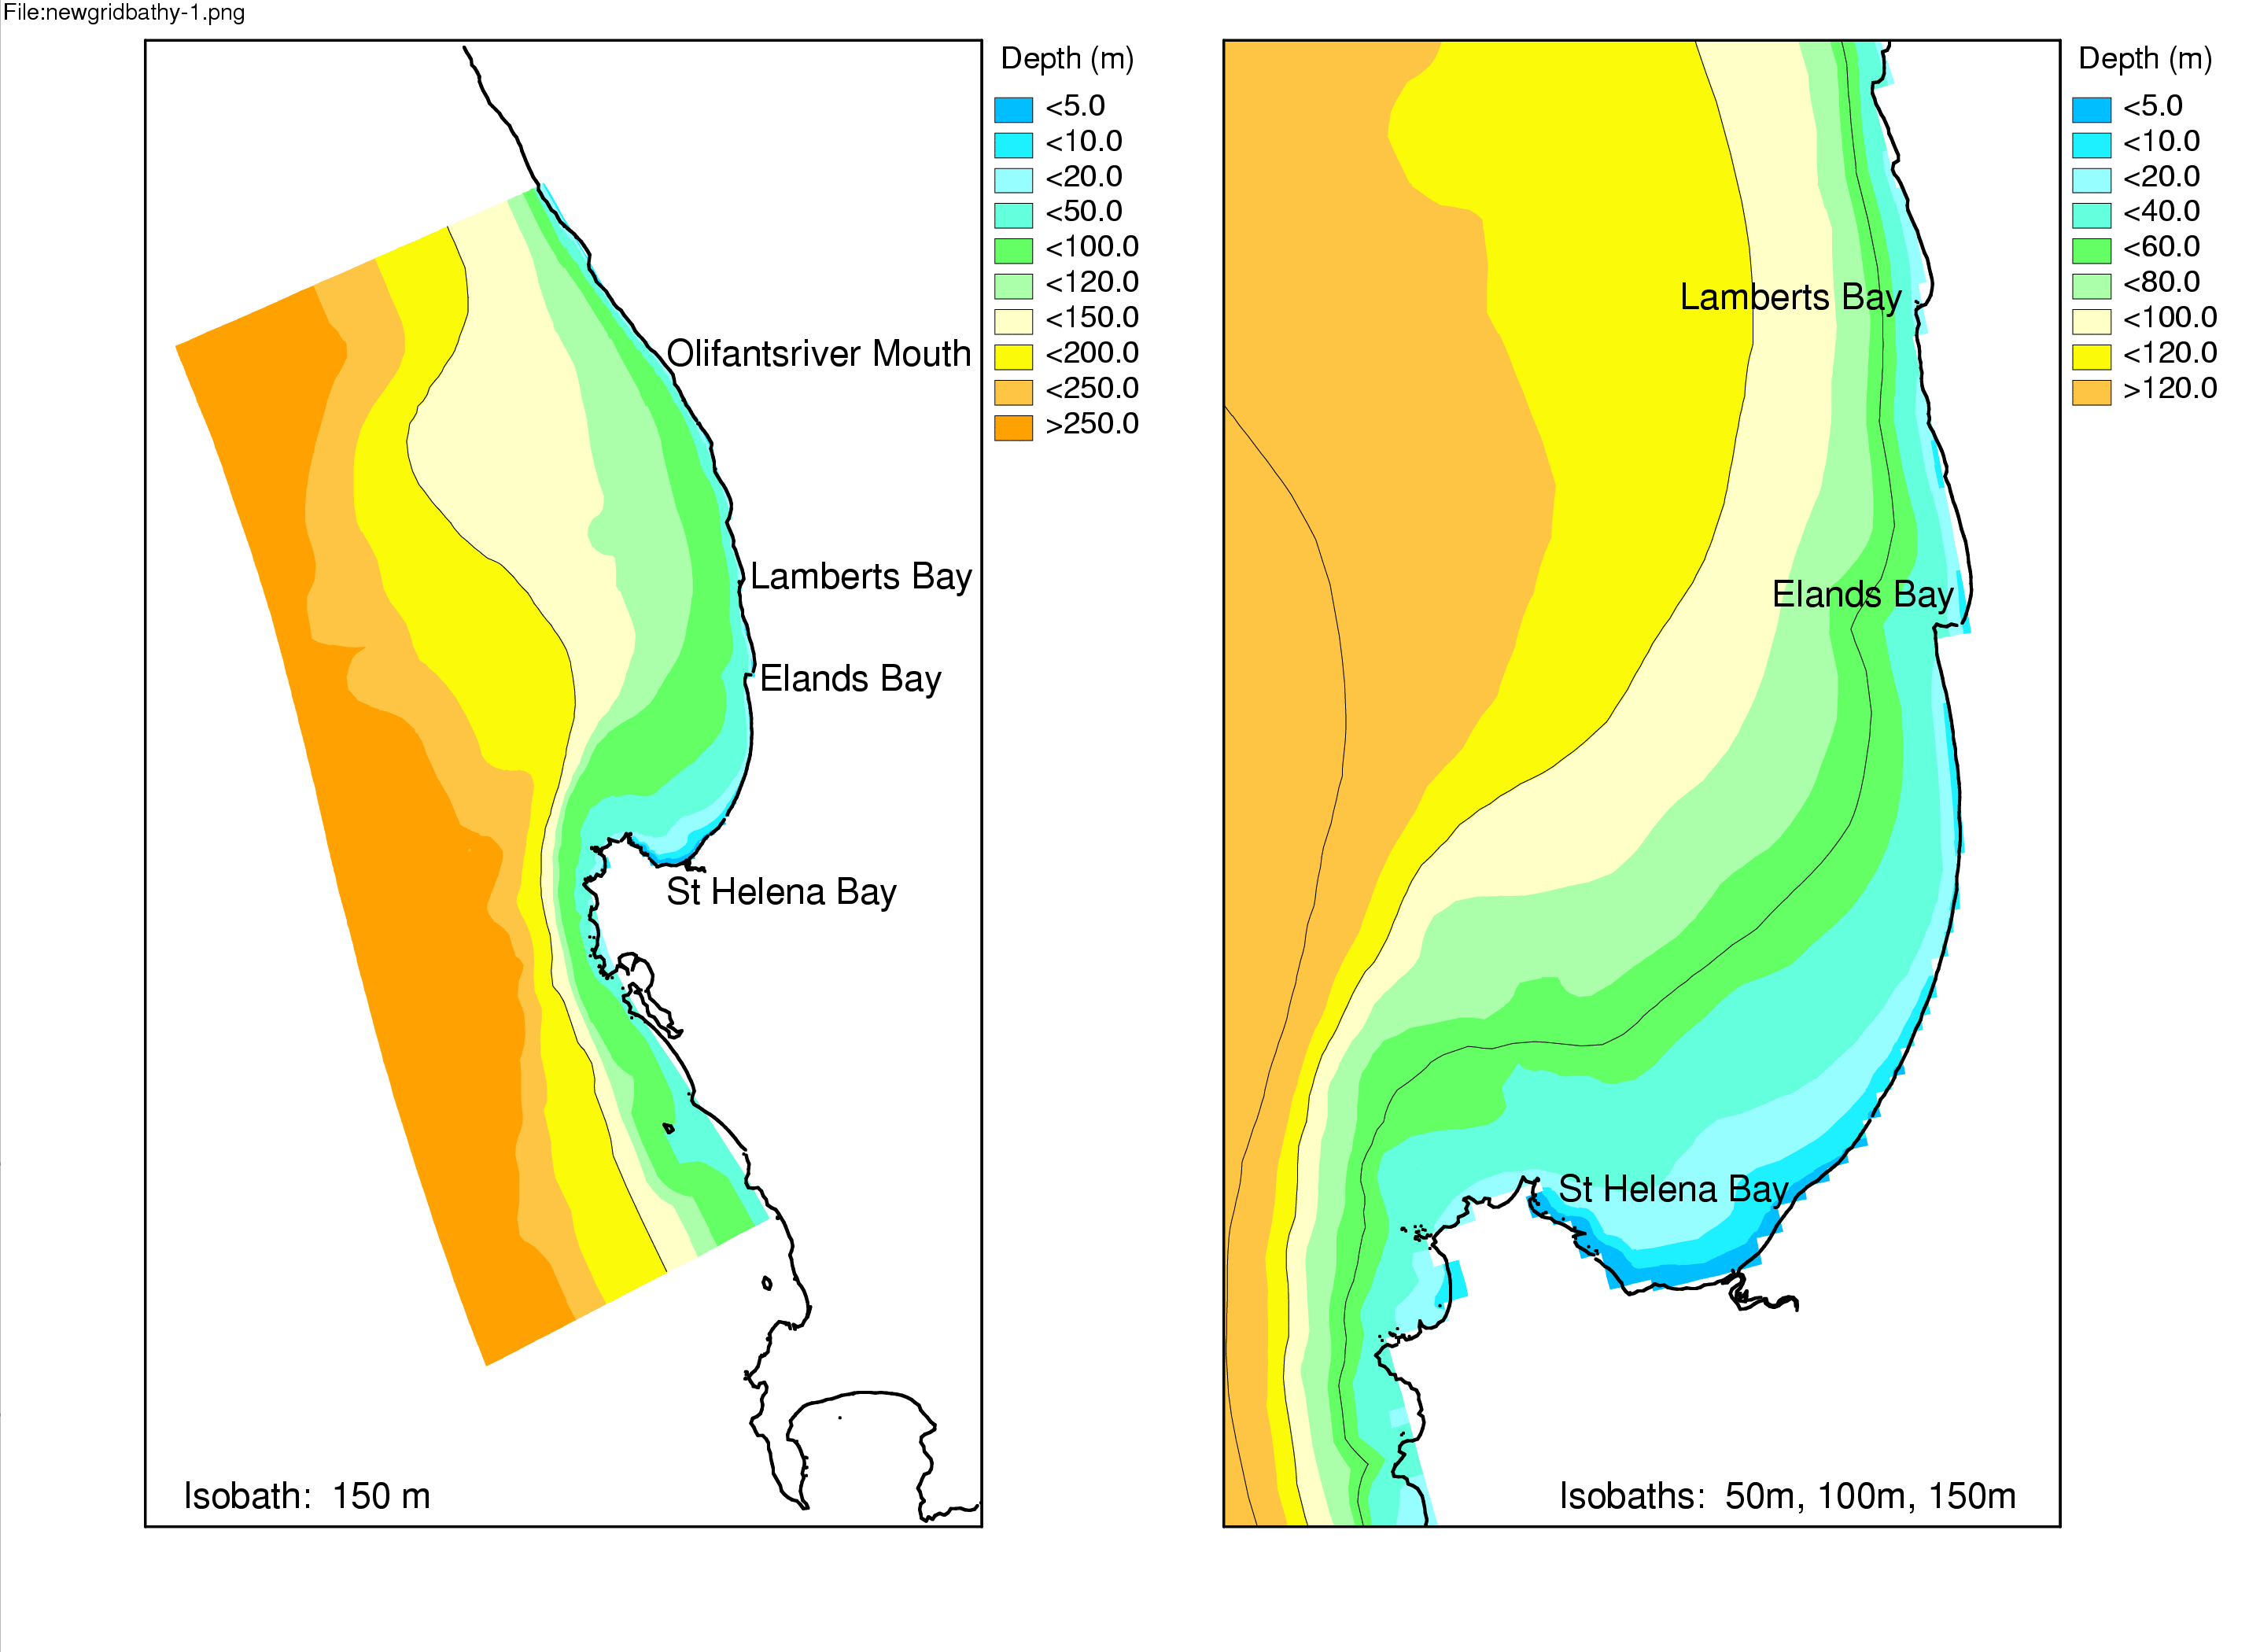 File:newgridbathy-1.png
Depth (m)
<5.0
<10.0
<20.0
<50.0
<100.0
<120.0
<150.0
<200.0
<250.0
>250.0
Olifantsriver Mouth
Lamberts Bay
Elands Bay
St Helena Bay
Isobath: 150 m
Depth (m)
<5.0
<10.0
<20.0
<40.0
<60.0
<80.0
<100.0
<120.0
>120.0
Lamberts Bay
Elands Bay
St Helena Bay
Isobaths: 50m, 100m, 150m